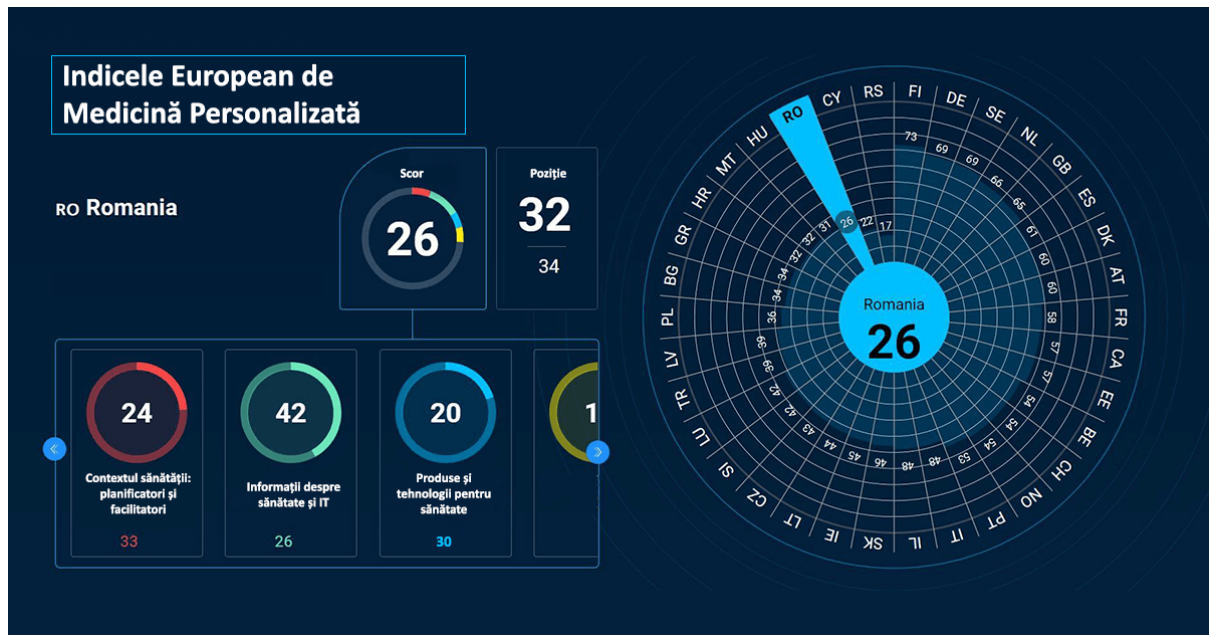 Indicele European de
Medicină Personalizată
RO Romania
Scor
26
Poziție
32
34
24
Contextul sănătății:
planificatori și
facilitatori
33
42
Informații despre
sănătate și IT
26
20
Produse și
tehnologii pentru
sănătate
30
1
FI
DE
SE
NL
GB
ES
DK
AT
FR
CA
EE
BE
CH
NO
PT
IT
IL
SK
IE
LT
CZ
SI
LU
TR
LV
PL
BG
GR
HR
MT
HU
RO
CY
RS
73
69
69
66
65
61
60
60
58
57
57
54
54
54
53
48
48
46
45
44
43
42
42
39
39
36
34
34
32
32
31
26
22
17
Romania
26